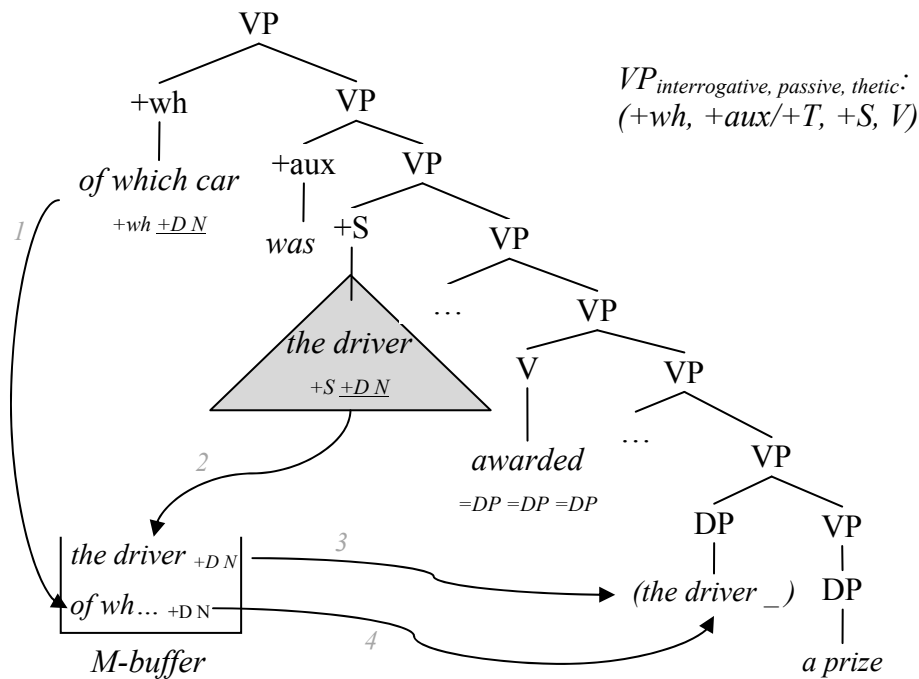 VP
VP_{interrogative, passive, thetic}:
(+wh, +aux/+T, +S, V)
+wh
VP
of which car
+wh +D N
+aux
VP
1
was
+S
VP
the driver
+S +D N
…
VP
V
VP
awarded
=DP =DP =DP
…
VP
2
DP
VP
the driver +D N
3
(the driver _)
DP
of wh… +D N
4
M-buffer
a prize